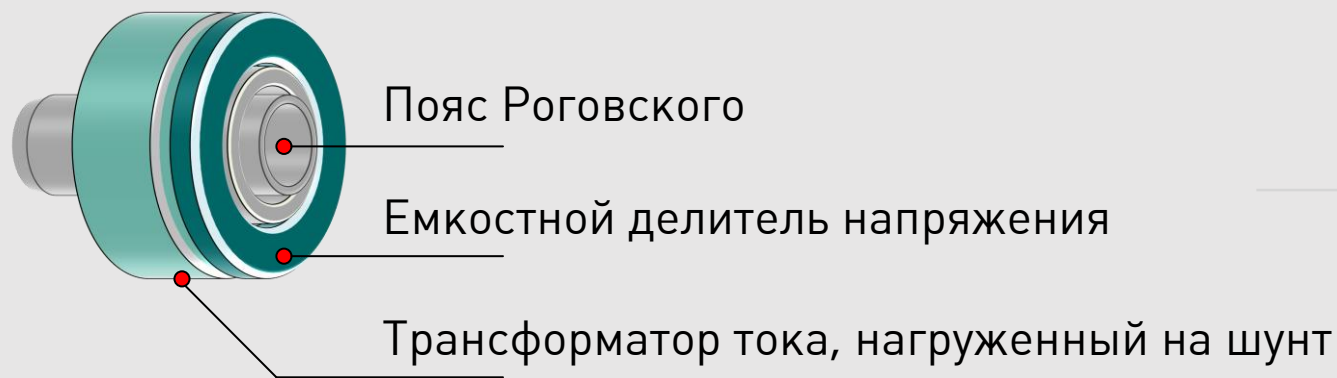 Пояс Роговского
Емкостной делитель напряжения
Трансформатор тока, нагруженный на шунт